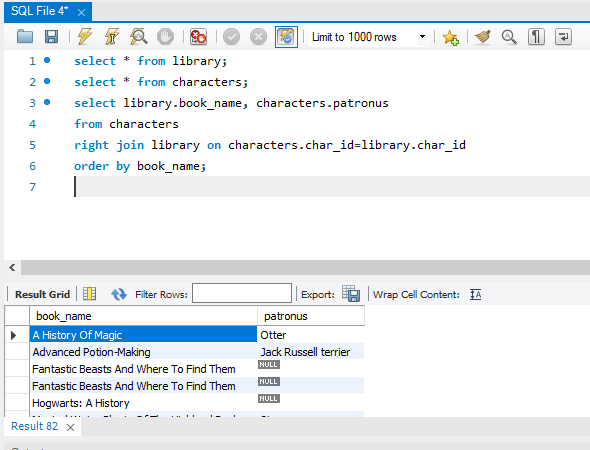 SQL File 4*
Limit to 1000 rows
1 select * from library;
2 select * from characters;
3 select library.book_name, characters.patronus
4 from characters
5 right join library on characters.char_id=library.char_id
6 order by book_name;
7
Result Grid Filter Rows: Export: Wrap Cell Content:
book_name patronus
A History Of Magic Otter
Advanced Potion-Making Jack Russell terrier
Fantastic Beasts And Where To Find Them NULL
Fantastic Beasts And Where To Find Them NULL
Hogwarts: A History NULL
Result 82